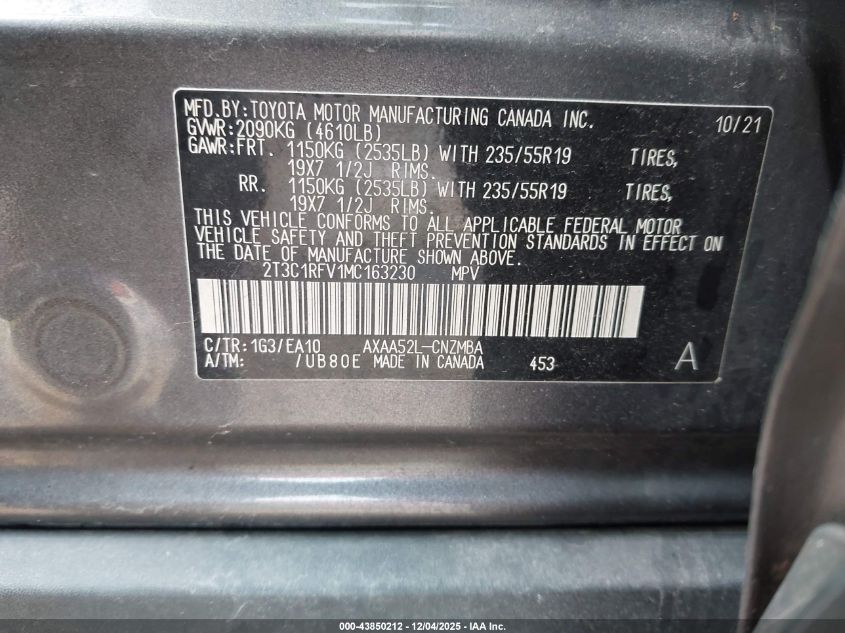 MFD.BY:TOYOTA MOTOR MANUFACTURING CANADA INC. 10/21
GVWR:2090KG (4610LB)
GAWR:FRT. 1150KG (2535LB) WITH 235/55R19 TIRES,
19X7 1/2J RIMS.
RR. 1150KG (2535LB) WITH 235/55R19 TIRES,
19X7 1/2J RIMS.
THIS VEHICLE CONFORMS TO ALL APPLICABLE FEDERAL MOTOR
VEHICLE SAFETY AND THEFT PREVENTION STANDARDS IN EFFECT ON
THE DATE OF MANUFACTURE SHOWN ABOVE.
2T3C1RFV1MC163230 MPV
C/TR:1G3/EA10 AXAA52L-CNZMBA
A/TM: /UB80E MADE IN CANADA 453 A
000-43850212 - 12/04/2025 - IAA Inc.